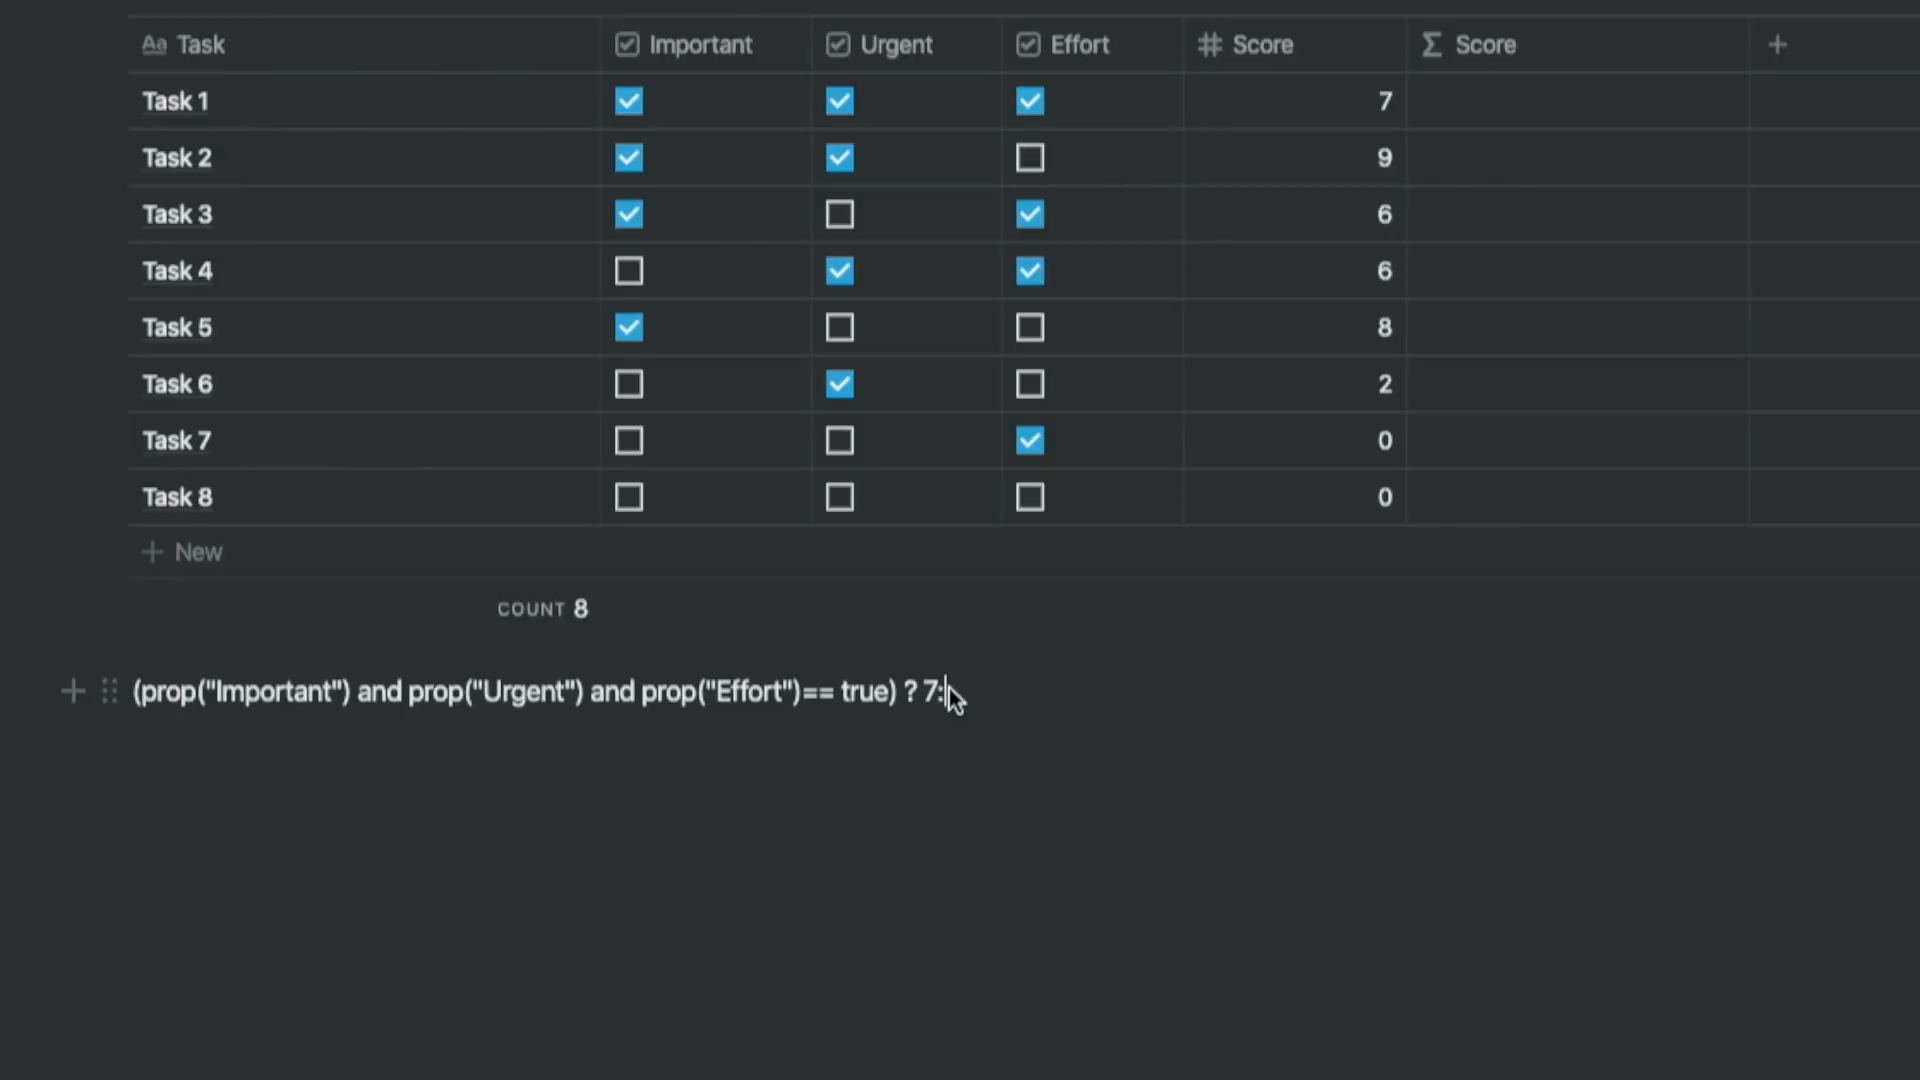 Aa Task Important Urgent Effort # Score Σ Score +
Task 1 7
Task 2 9
Task 3 6
Task 4 6
Task 5 8
Task 6 2
Task 7 0
Task 8 0
+ New
COUNT 8
(prop("Important") and prop("Urgent") and prop("Effort")== true) ? 7: